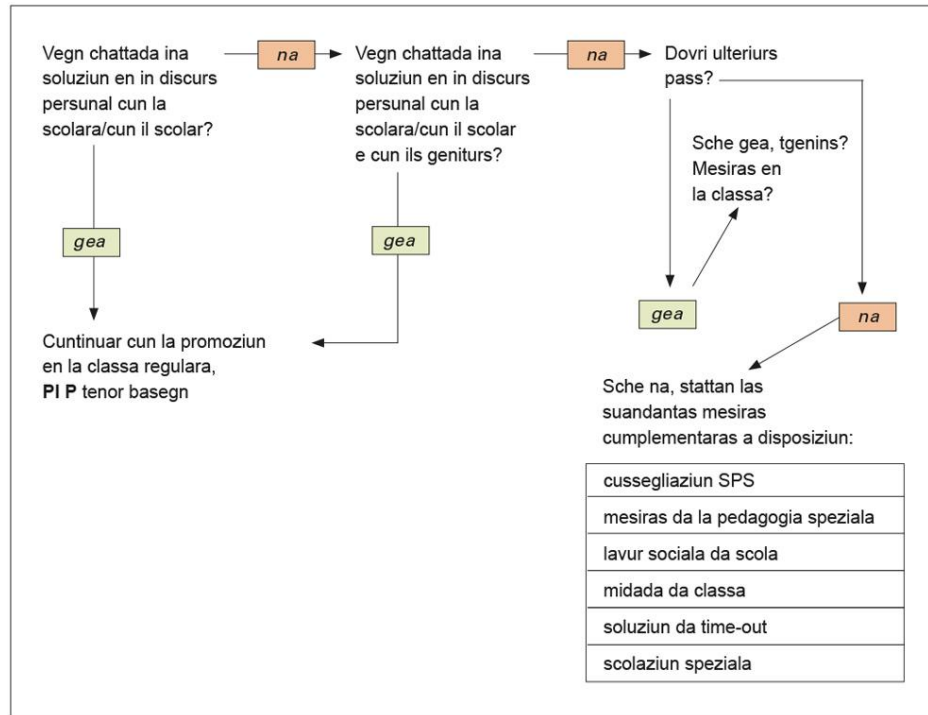 Vegn chattada ina
soluziun en in discurs
persunal cun la
scolara/cun il scolar?
na
Vegn chattada ina
soluziun en in discurs
persunal cun la
scolara/cun il scolar
e cun ils geniturs?
na
Dovri ulteriurs
pass?
Sche gea, tgenins?
Mesiras en
la classa?
gea
gea
gea
na
Cuntinuar cun la promoziun
en la classa regulara,
PI P tenor basegn
Sche na, stattan las
suandantas mesiras
cumplementaras a disposiziun:
cussegliaziun SPS
mesiras da la pedagogia speziala
lavur sociala da scola
midada da classa
soluziun da time-out
scolaziun speziala